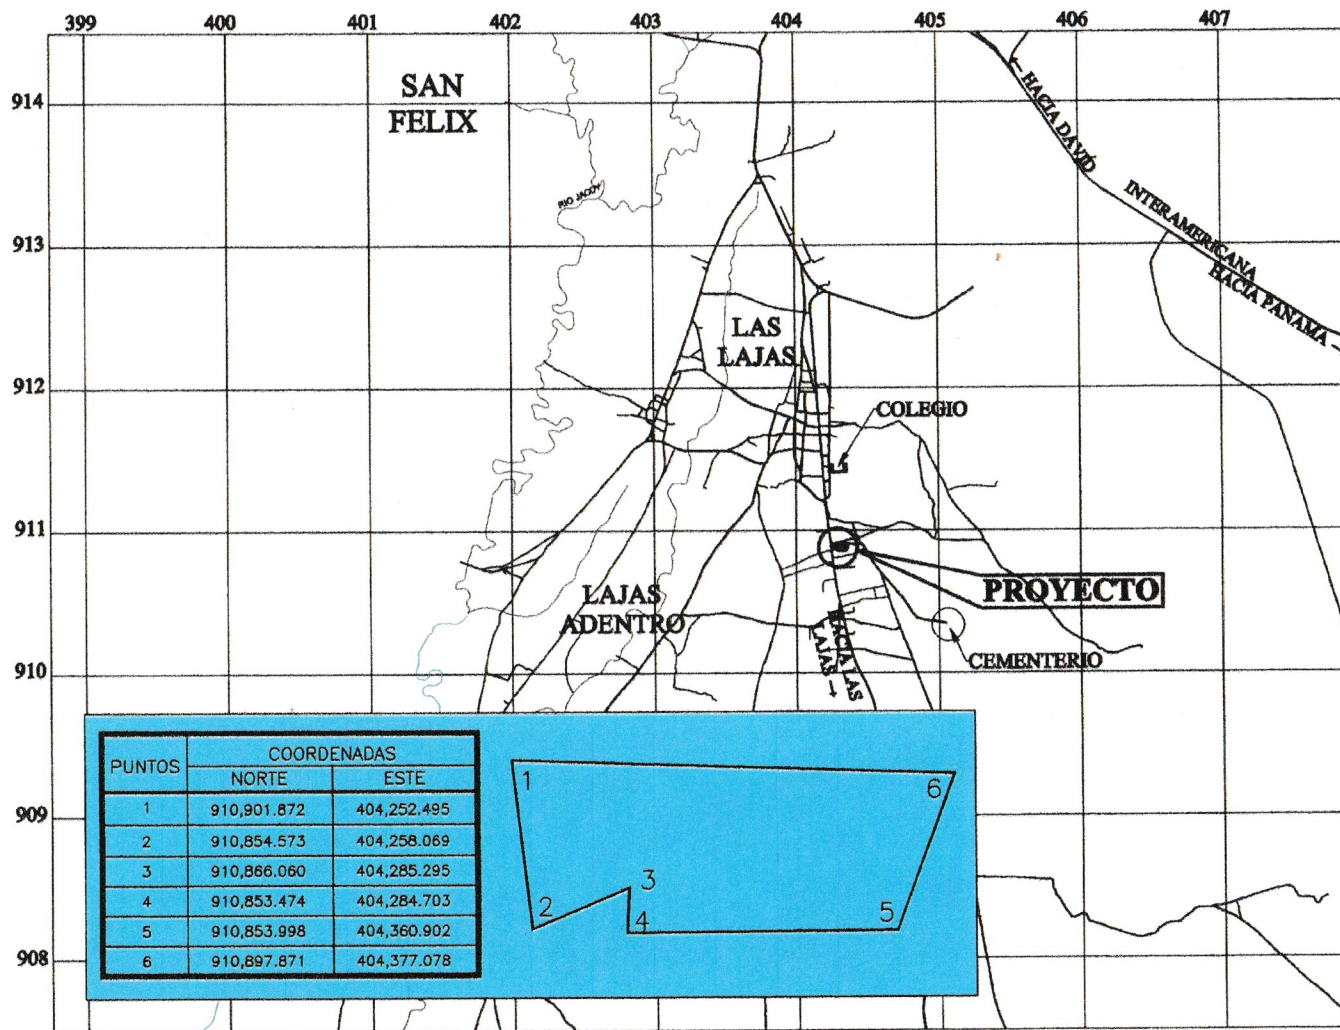 399 400 401 402 403 404 405 406 407
914
913
912
911
910
909
908
SAN
FELIX
RIO JACOY
HACIA DAVIÓ
INTERAMERICANA
HACIA PANAMA
LAS
LAJAS
COLEGIO
PROYECTO
LAJAS
ADENTRO
HACIA LAS
LAJAS
CEMENTERIO
PUNTOS COORDENADAS
NORTE ESTE
1 910,901.872 404,252.495
2 910,854.573 404,258.069
3 910,866.060 404,285.295
4 910,853.474 404,284.703
5 910,853.998 404,360.902
6 910,897.871 404,377.078
1
6
3
2
4
5